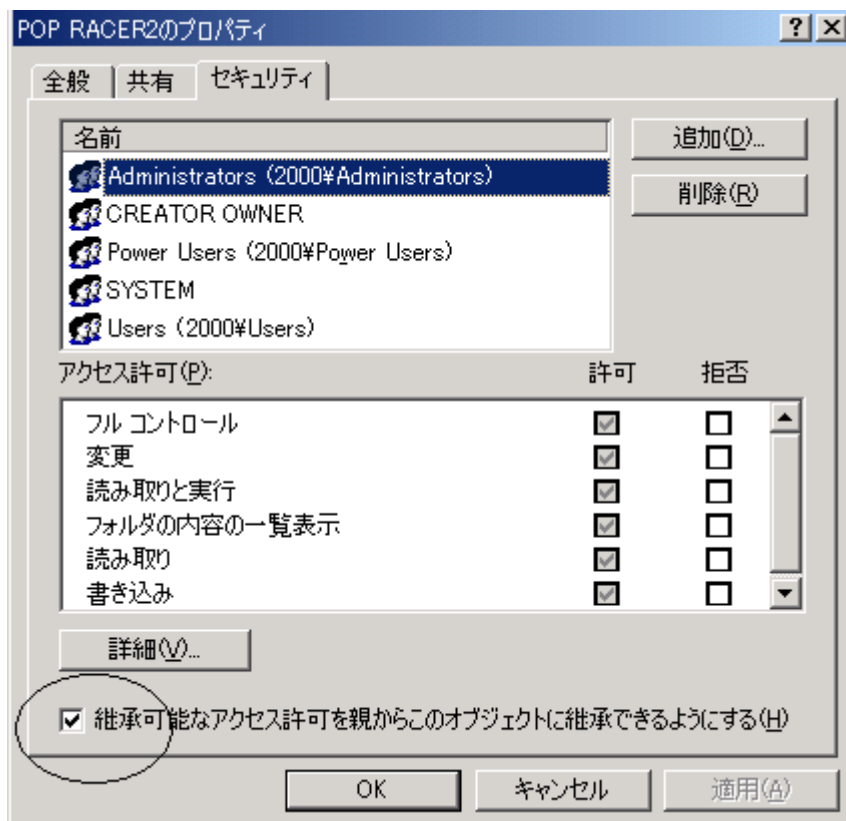 POP RACER2のプロパティ
全般 共有 セキュリティ
名前
追加(D)...
Administrators (2000¥Administrators)
削除(R)
CREATOR OWNER
Power Users (2000¥Power Users)
SYSTEM
Users (2000¥Users)
アクセス許可(P): 許可 拒否
フル コントロール
変更
読み取りと実行
フォルダの内容の一覧表示
読み取り
書き込み
詳細(V)...
継承可能なアクセス許可を親からこのオブジェクトに継承できるようにする(H)
OK キャンセル 適用(A)